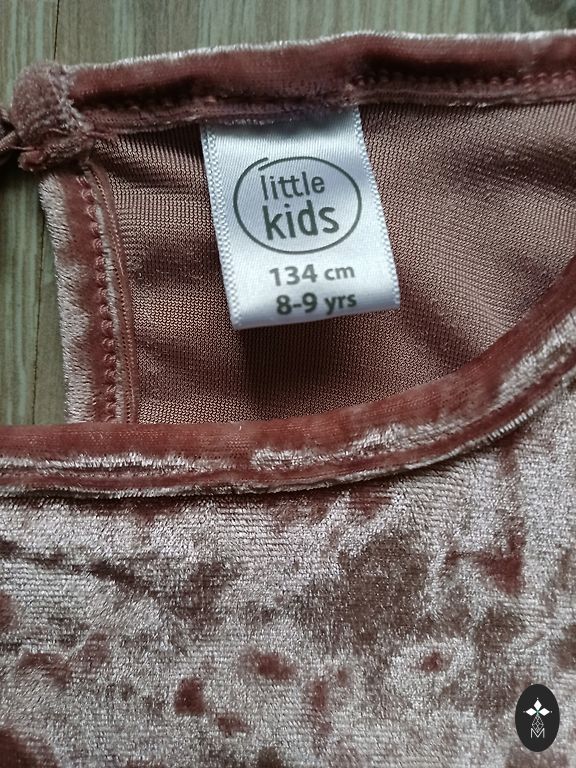 little
kids
134 cm
8-9 yrs